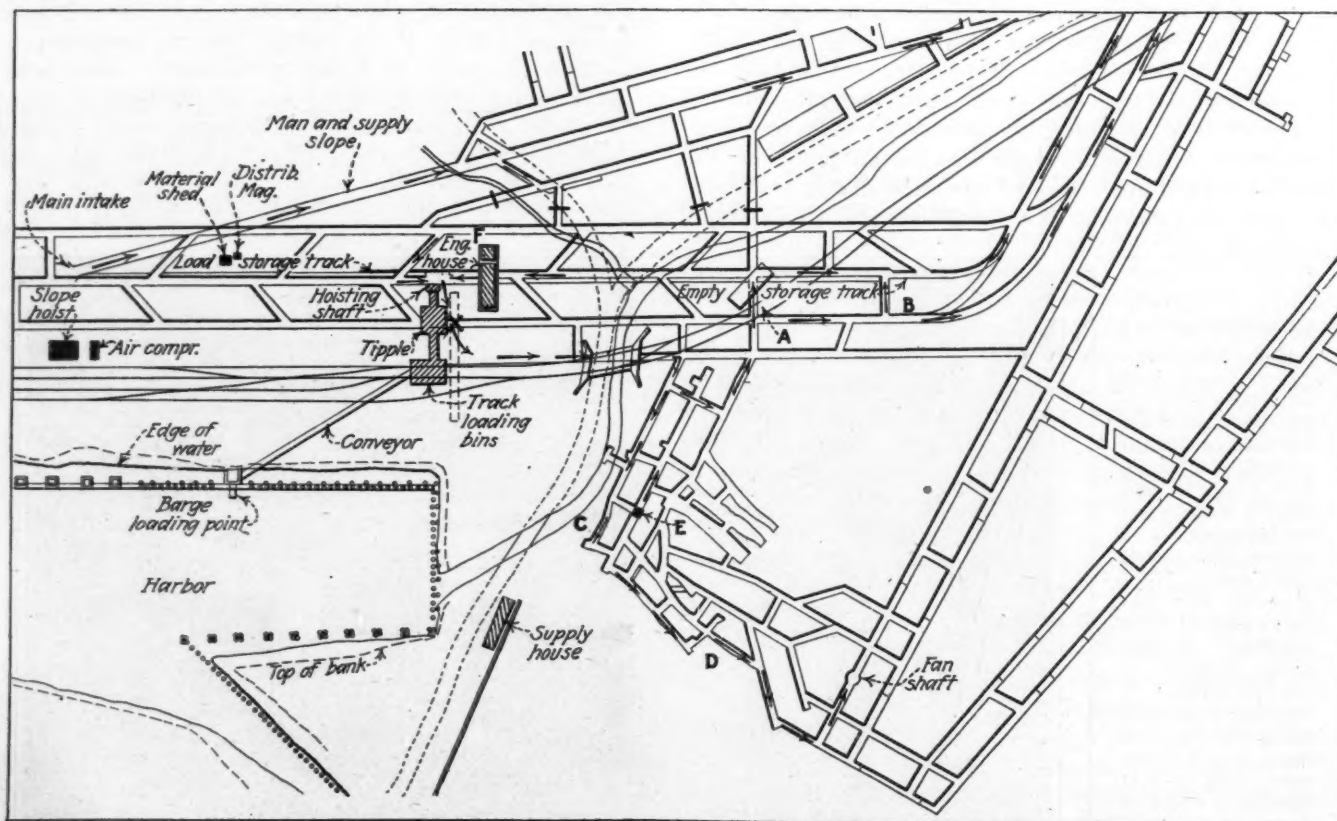 Man and supply
slope
Material
shed
Distrib.
Mag.
Main intake
Load storage track
Eng.
house
F
Slope
hoist
Air compr.
Hoisting
shaft
Tipple
Empty storage track
B
A
Track
loading
bins
Conveyor
Edge of
water
Barge
loading point
C
E
Harbor
Supply
house
D
Top of bank
Fan
shaft